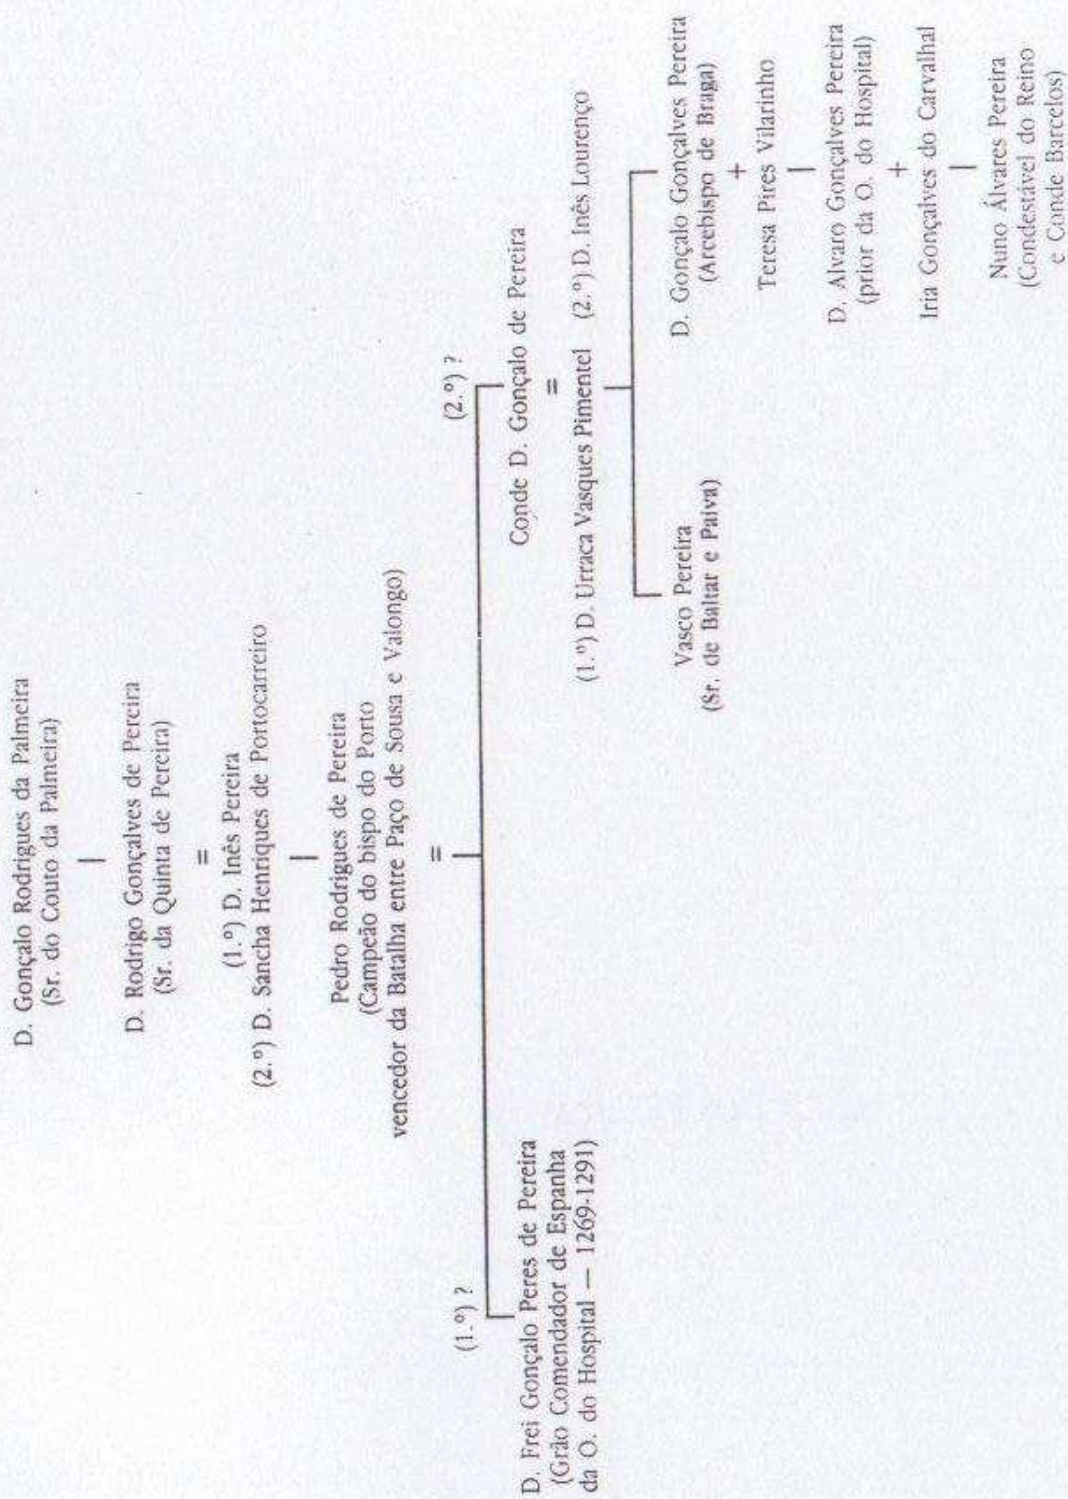 D. Gonçalo Rodrigues da Palmeira
(Sr. do Couto da Palmeira)
D. Rodrigo Gonçalves de Pereira
(Sr. da Quinta de Pereira)
=
(1.º) D. Inês Pereira
(2.º) D. Sancha Henriques de Portocarreiro
Pedro Rodrigues de Pereira
(Campeão do bispo do Porto
vencedor da Batalha entre Paço de Sousa e Valongo)
=
(1.º) ?
(2.º) ?
D. Frei Gonçalo Peres de Pereira
(Grão Comendador de Espanha
da O. do Hospital — 1269-1291)
Conde D. Gonçalo de Pereira
=
(1.º) D. Urraca Vasques Pimentel (2.º) D. Inês Lourenço
Vasco Pereira
(Sr. de Baltar e Paiva)
D. Gonçalo Gonçalves Pereira
(Arcebispo de Braga)
+
Teresa Pires Vilarinho
D. Alvaro Gonçalves Pereira
(prior da O. do Hospital)
+
Iria Gonçalves do Carvalhal
Nuno Álvares Pereira
(Condestável do Reino
e Conde Barcelos)